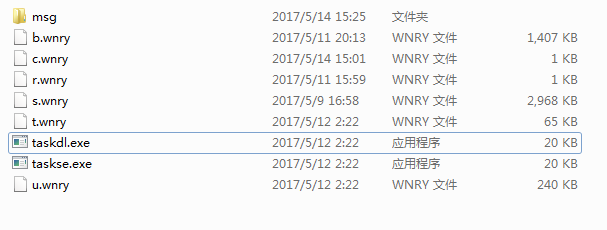 msg 2017/5/14 15:25 文件夹
b.wnry 2017/5/11 20:13 WNRY 文件 1,407 KB
c.wnry 2017/5/14 15:01 WNRY 文件 1 KB
r.wnry 2017/5/11 15:59 WNRY 文件 1 KB
s.wnry 2017/5/9 16:58 WNRY 文件 2,968 KB
t.wnry 2017/5/12 2:22 WNRY 文件 65 KB
taskdl.exe 2017/5/12 2:22 应用程序 20 KB
taskse.exe 2017/5/12 2:22 应用程序 20 KB
u.wnry 2017/5/12 2:22 WNRY 文件 240 KB